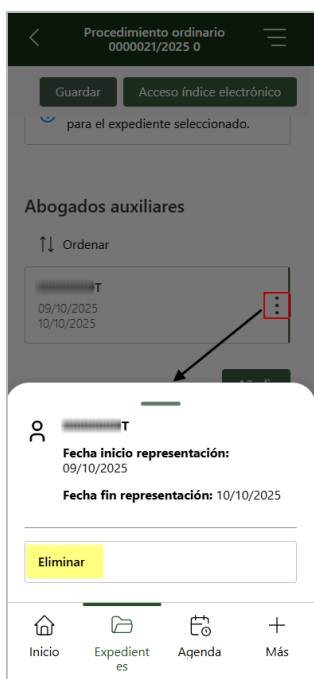 Procedimiento ordinario
0000021/2025 0
Guardar
Acceso índice electrónico
para el expediente seleccionado.
Abogados auxiliares
Ordenar
T
09/10/2025
10/10/2025
T
Fecha inicio representación:
09/10/2025
Fecha fin representación: 10/10/2025
Eliminar
Inicio
Expedient
es
Agenda
Más